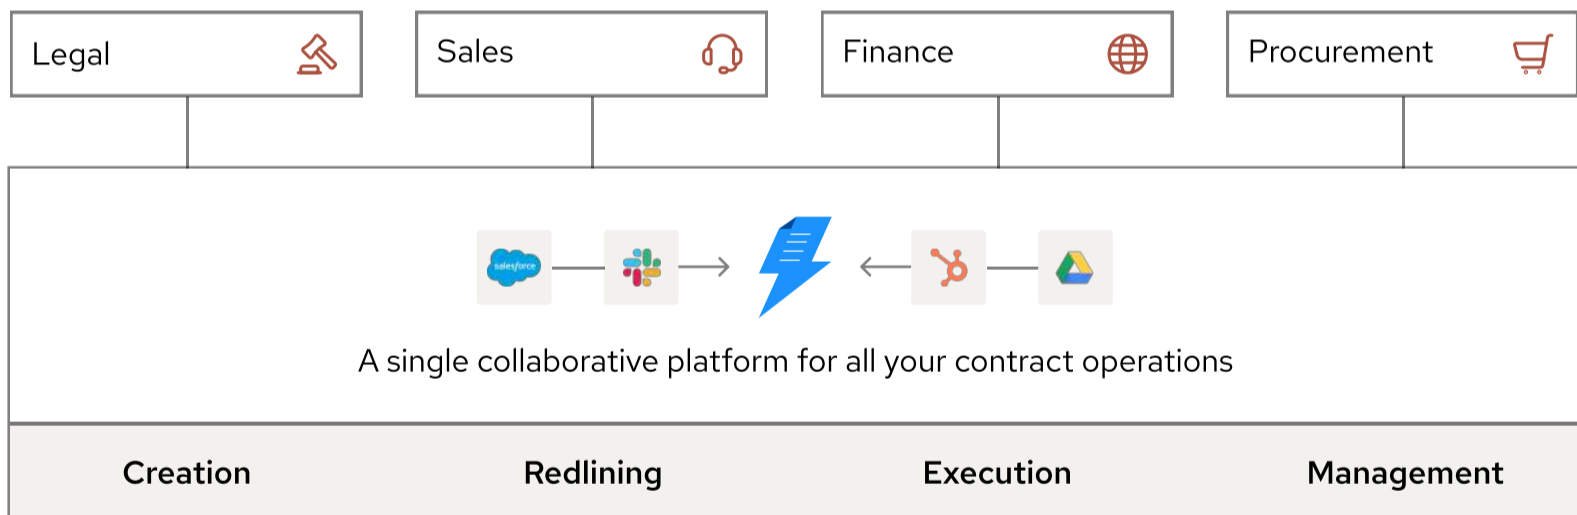 Legal
Sales
Finance
Procurement
salesforce
A single collaborative platform for all your contract operations
Creation
Redlining
Execution
Management